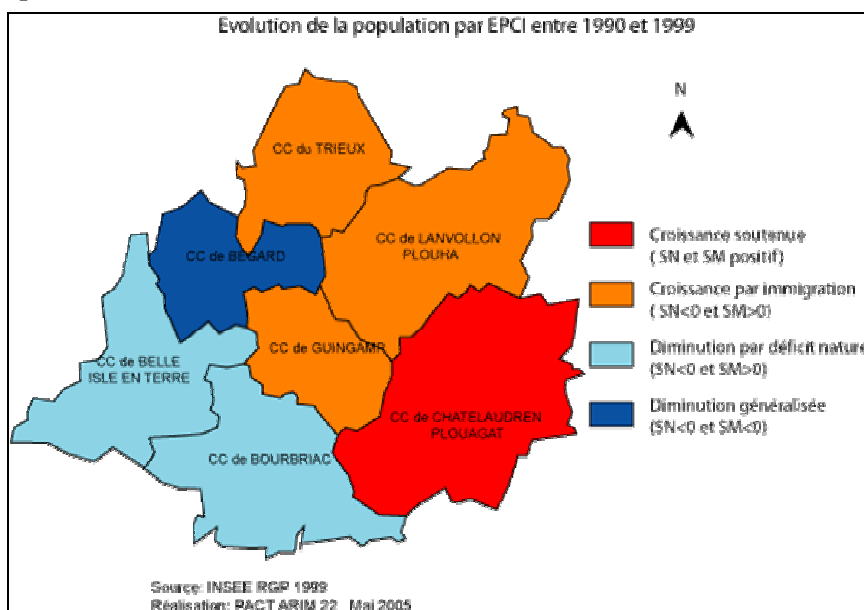 Evolution de la population par EPCI entre 1990 et 1999
N
CC du TRIEUX
CC de LANVOLLON
PLOUHA
CC de BEGARD
CC de GUINGAMP
CC de BELLE
ISLE EN TERRE
CC de CHATELAUDREN
PLOUAGAT
CC de BOURBRIAC
Croissance soutenue
( SN et SM positif)
Croissance par immigration
( SN<0 et SM>0)
Diminution par déficit nature
(SN<0 et SM>0)
Diminution généralisée
(SN<0 et SM<0)
Source: INSEE RGP 1999
Réalisation: PACT ARIM 22 Mai 2005